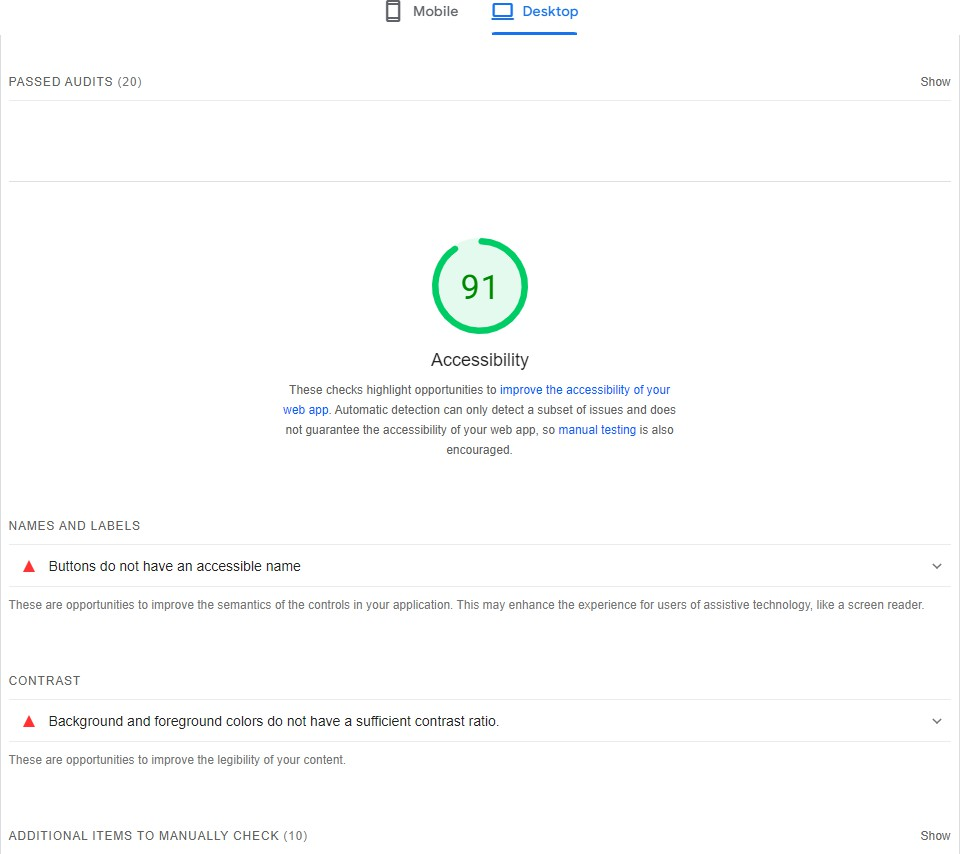 Mobile Desktop
PASSED AUDITS (20) Show
91
Accessibility
These checks highlight opportunities to improve the accessibility of your
web app. Automatic detection can only detect a subset of issues and does
not guarantee the accessibility of your web app, so manual testing is also
encouraged.
NAMES AND LABELS
Buttons do not have an accessible name
These are opportunities to improve the semantics of the controls in your application. This may enhance the experience for users of assistive technology, like a screen reader.
CONTRAST
Background and foreground colors do not have a sufficient contrast ratio.
These are opportunities to improve the legibility of your content.
ADDITIONAL ITEMS TO MANUALLY CHECK (10) Show